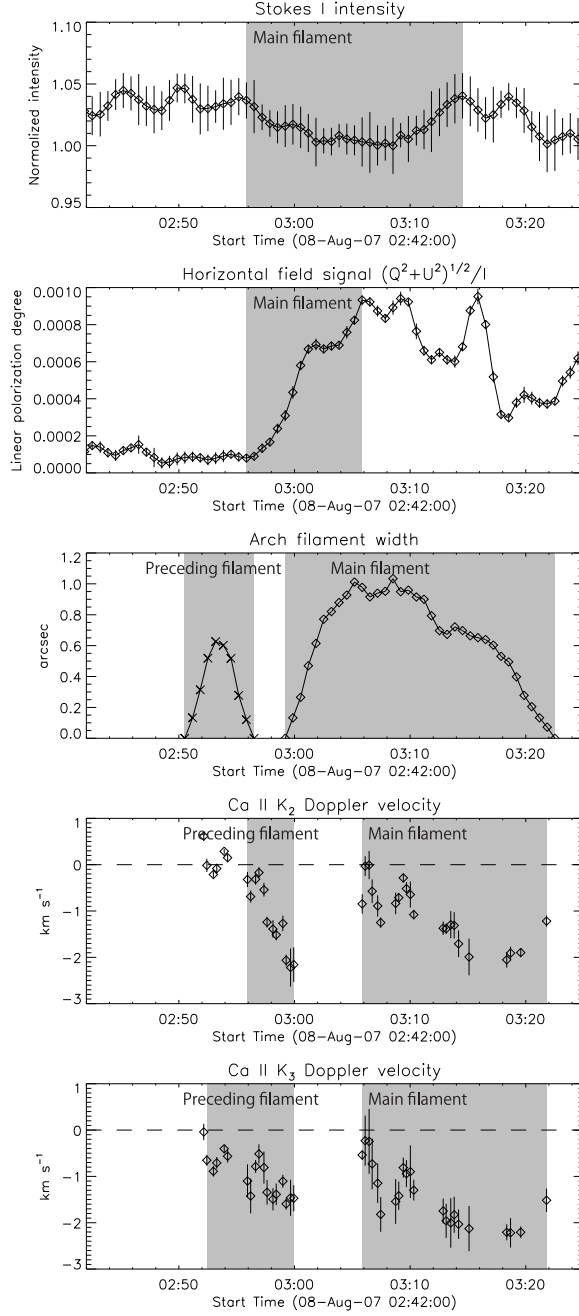 Stokes I intensity
Main filament
1.10
1.05
1.00
0.95
Normalized intensity
02:50 03:00 03:10 03:20
Start Time (08-Aug-07 02:42:00)
Horizontal field signal (Q²+U²)¹/²/I
Main filament
0.0010
0.0008
0.0006
0.0004
0.0002
0.0000
Linear polarization degree
02:50 03:00 03:10 03:20
Start Time (08-Aug-07 02:42:00)
Arch filament width
Preceding filament Main filament
1.2
1.0
0.8
0.6
0.4
0.2
0.0
arcsec
02:50 03:00 03:10 03:20
Start Time (08-Aug-07 02:42:00)
Ca II K₂ Doppler velocity
Preceding filament Main filament
1
0
-1
-2
-3
km s⁻¹
02:50 03:00 03:10 03:20
Start Time (08-Aug-07 02:42:00)
Ca II K₃ Doppler velocity
Preceding filament Main filament
1
0
-1
-2
-3
km s⁻¹
02:50 03:00 03:10 03:20
Start Time (08-Aug-07 02:42:00)